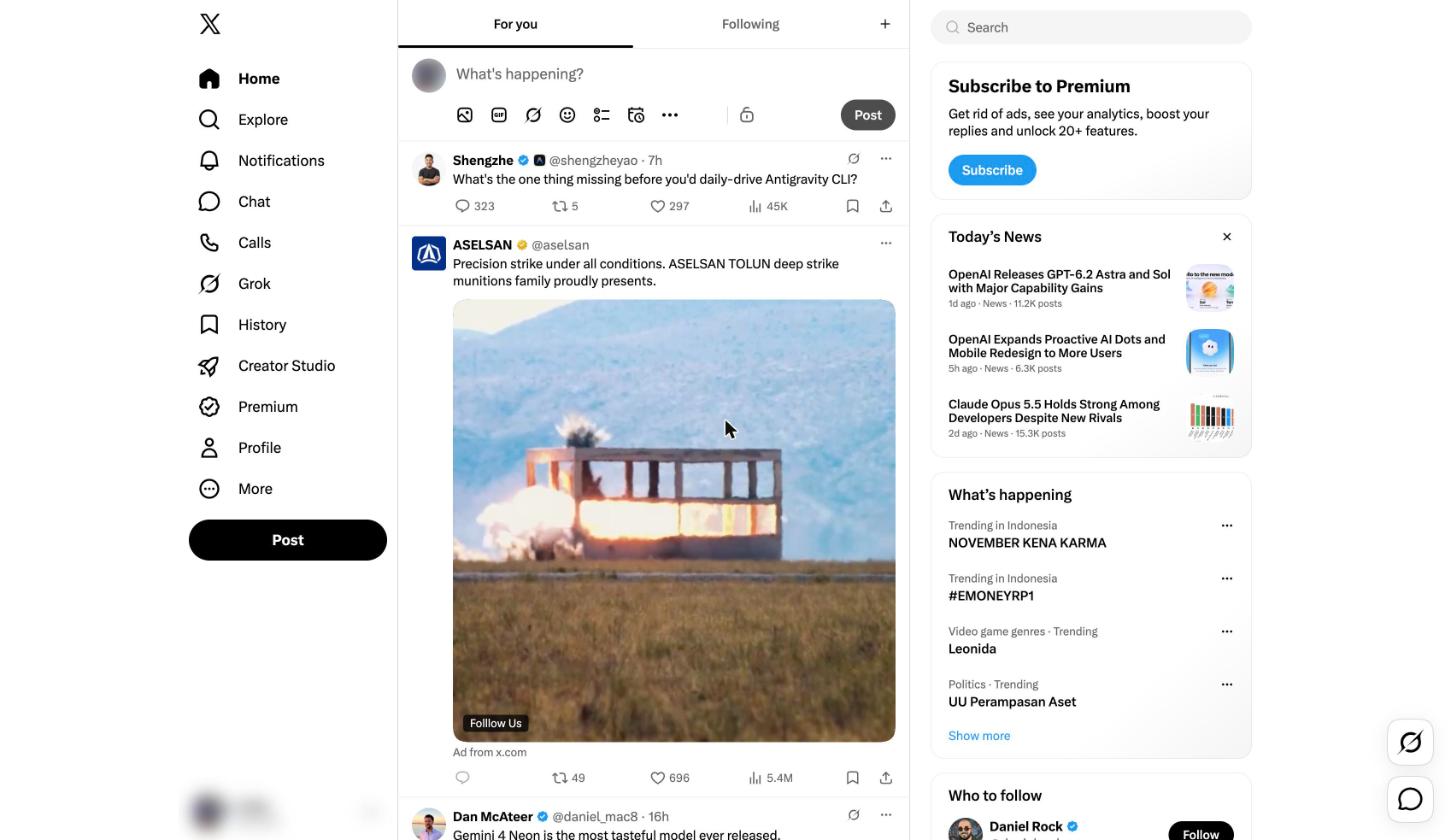 Home
Explore
Notifications
Chat
Calls
Grok
History
Creator Studio
Premium
Profile
More
Post
For you
Following
What's happening?
GIF
Post
Shengzhe @shengzheyao · 7h
What's the one thing missing before you'd daily-drive Antigravity CLI?
323 5 297 45K
ASELSAN @aselsan
Precision strike under all conditions. ASELSAN TOLUN deep strike
munitions family proudly presents.
Folllow Us
Ad from x.com
49 696 5.4M
Dan McAteer @daniel_mac8 · 16h
Gemini 4 Neon is the most tasteful model ever released.
Search
Subscribe to Premium
Get rid of ads, see your analytics, boost your
replies and unlock 20+ features.
Subscribe
Today's News
OpenAI Releases GPT-6.2 Astra and Sol
with Major Capability Gains
1d ago · News · 11.2K posts
OpenAI Expands Proactive AI Dots and
Mobile Redesign to More Users
5h ago · News · 6.3K posts
Claude Opus 5.5 Holds Strong Among
Developers Despite New Rivals
2d ago · News · 15.3K posts
What's happening
Trending in Indonesia
NOVEMBER KENA KARMA
Trending in Indonesia
#EMONEYRP1
Video game genres · Trending
Leonida
Politics · Trending
UU Perampasan Aset
Show more
Who to follow
Daniel Rock
Follow